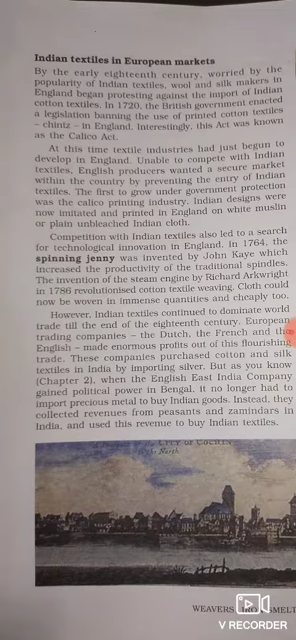 Indian textiles in European markets
By the early eighteenth century, worried by the
popularity of Indian textiles, wool and silk makers in
England began protesting against the import of Indian
cotton textiles. In 1720, the British government enacted
a legislation banning the use of printed cotton textiles
– chintz – in England. Interestingly, this Act was known
as the Calico Act.
At this time textile industries had just begun to
develop in England. Unable to compete with Indian
textiles, English producers wanted a secure market
within the country by preventing the entry of Indian
textiles. The first to grow under government protection
was the calico printing industry. Indian designs were
now imitated and printed in England on white muslin
or plain unbleached Indian cloth.
Competition with Indian textiles also led to a search
for technological innovation in England. In 1764, the
spinning jenny was invented by John Kaye which
increased the productivity of the traditional spindles.
The invention of the steam engine by Richard Arkwright
in 1786 revolutionised cotton textile weaving. Cloth could
now be woven in immense quantities and cheaply too.
However, Indian textiles continued to dominate world
trade till the end of the eighteenth century. European
trading companies – the Dutch, the French and the
English – made enormous profits out of this flourishing
trade. These companies purchased cotton and silk
textiles in India by importing silver. But as you know
(Chapter 2), when the English East India Company
gained political power in Bengal, it no longer had to
import precious metal to buy Indian goods. Instead, they
collected revenues from peasants and zamindars in
India, and used this revenue to buy Indian textiles.
CITY OF COCHIN
the North
WEAVERS, SMELT
V RECORDER